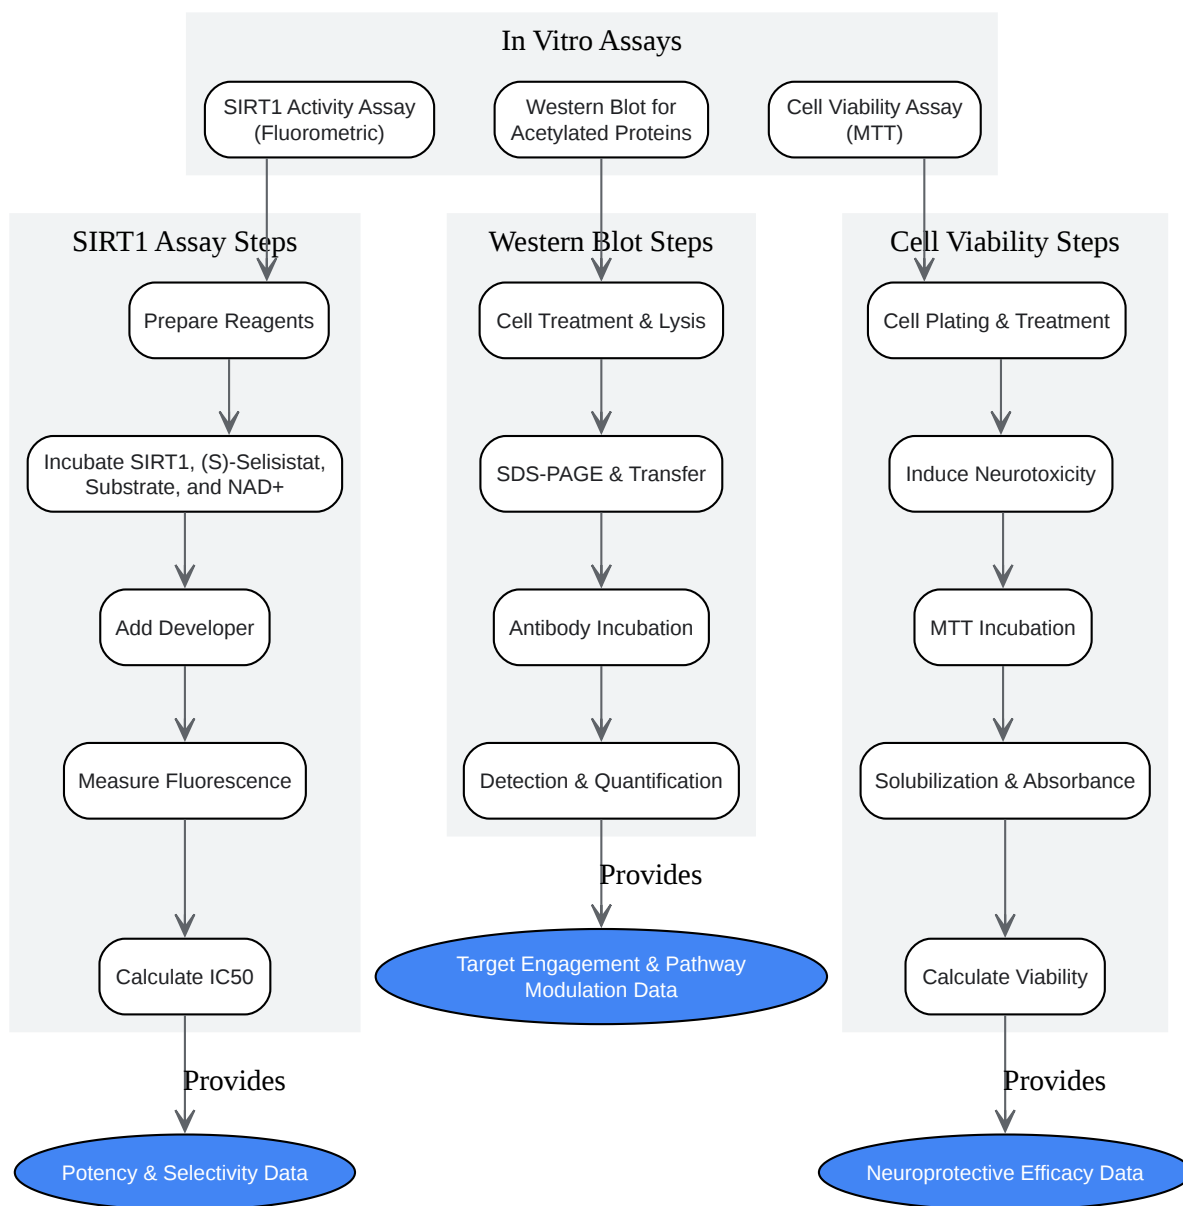 In Vitro Assays
SIRT1 Activity Assay
(Fluorometric)
Western Blot for
Acetylated Proteins
Cell Viability Assay
(MTT)
SIRT1 Assay Steps
Prepare Reagents
Incubate SIRT1, (S)-Selisistat,
Substrate, and NAD+
Add Developer
Measure Fluorescence
Calculate IC50
Provides
Potency & Selectivity Data
Western Blot Steps
Cell Treatment & Lysis
SDS-PAGE & Transfer
Antibody Incubation
Detection & Quantification
Provides
Target Engagement & Pathway
Modulation Data
Cell Viability Steps
Cell Plating & Treatment
Induce Neurotoxicity
MTT Incubation
Solubilization & Absorbance
Calculate Viability
Provides
Neuroprotective Efficacy Data